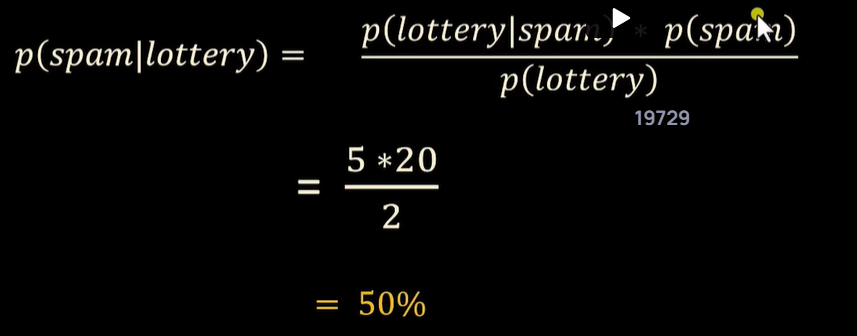 p(spam|lottery) = p(lottery|spam) * p(spam)
p(lottery)
19729
= 5 *20
2
= 50%